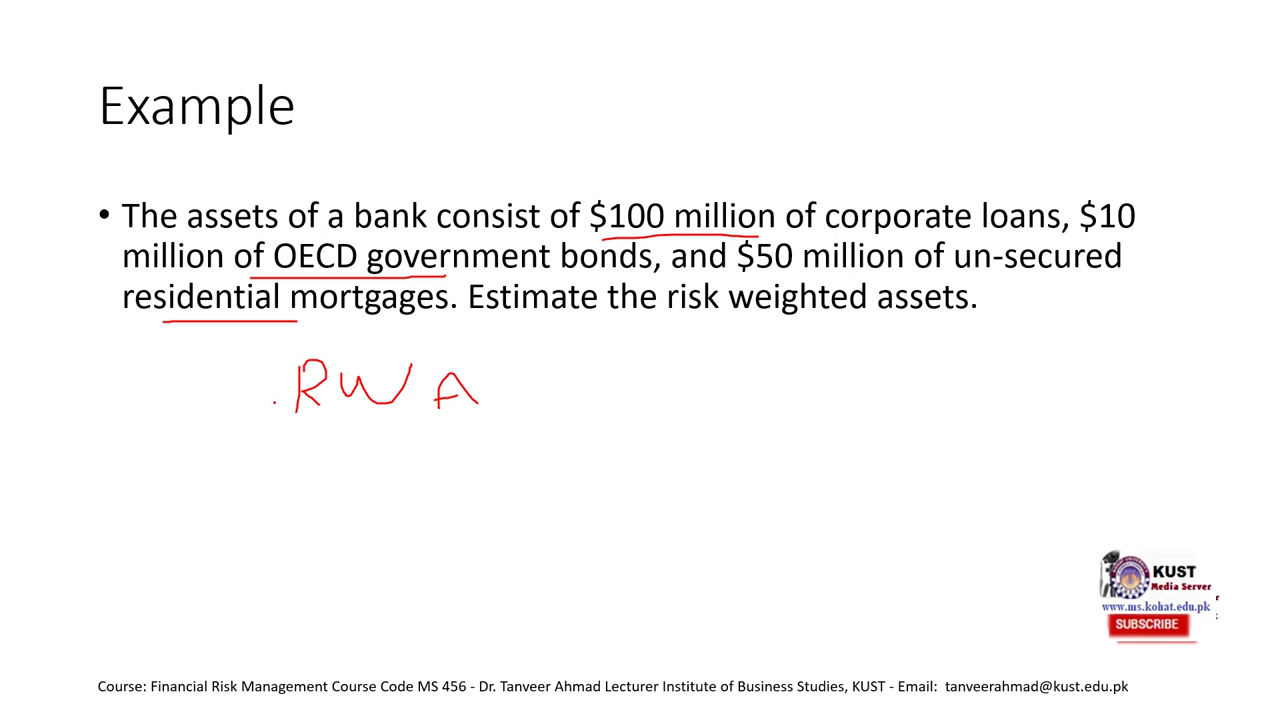 Example
• The assets of a bank consist of $100 million of corporate loans, $10
million of OECD government bonds, and $50 million of un-secured
residential mortgages. Estimate the risk weighted assets.
RWA
KUST
Media Server
www.ms.kohat.edu.pk
SUBSCRIBE
Course: Financial Risk Management Course Code MS 456 - Dr. Tanveer Ahmad Lecturer Institute of Business Studies, KUST - Email: tanveerahmad@kust.edu.pk